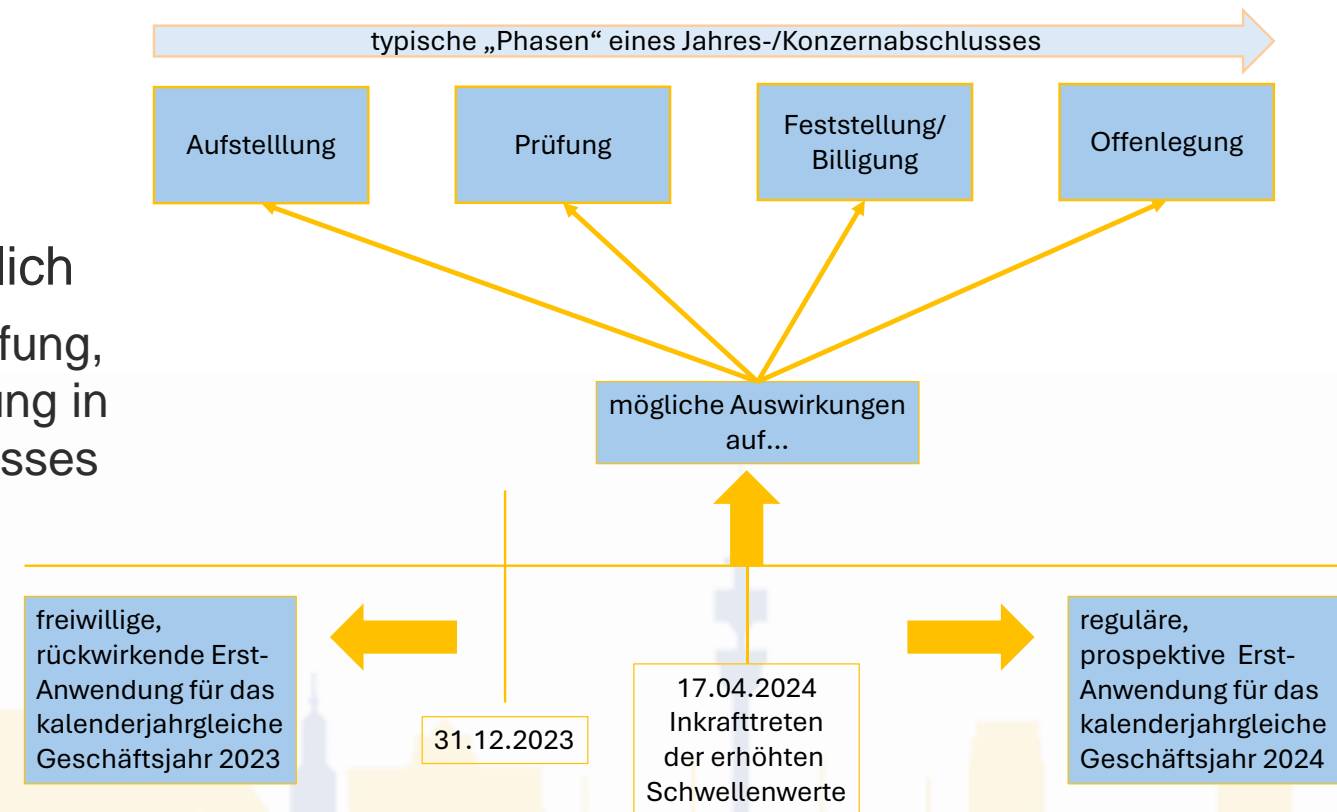 typische „Phasen“ eines Jahres-/Konzernabschlusses
Aufstelllung
Prüfung
Feststellung/
Billigung
Offenlegung
lich
fung,
ung in
sses
mögliche Auswirkungen
auf...
freiwillige,
rückwirkende Erst-
Anwendung für das
kalenderjahrgleiche
Geschäftsjahr 2023
31.12.2023
17.04.2024
Inkrafttreten
der erhöhten
Schwellenwerte
reguläre,
prospektive Erst-
Anwendung für das
kalenderjahrgleiche
Geschäftsjahr 2024